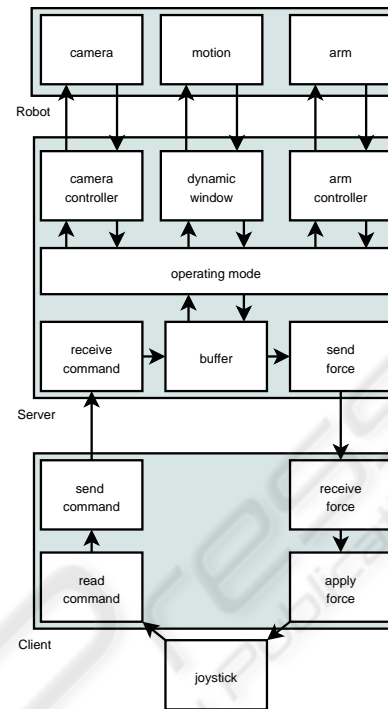 camera
motion
arm
Robot
camera
controller
dynamic
window
arm
controller
operating mode
receive
command
buffer
send
force
Server
send
command
receive
force
read
command
apply
force
Client
joystick